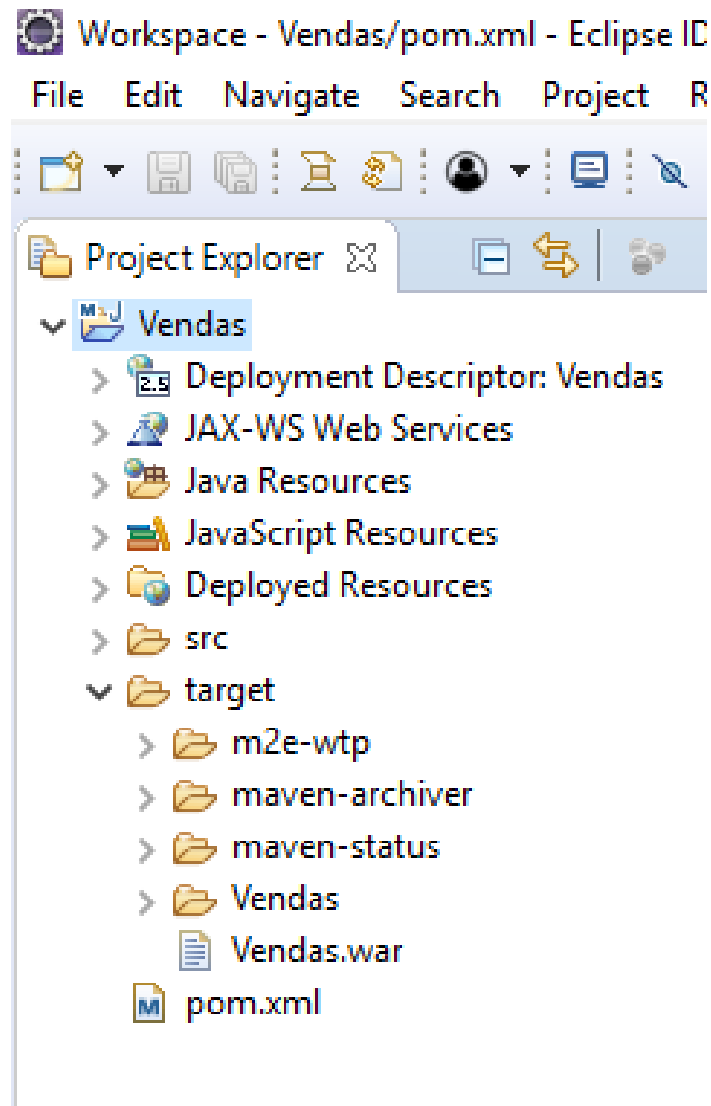 Workspace - Vendas/pom.xml - Eclipse ID
File Edit Navigate Search Project R
Project Explorer
Vendas
2.5 Deployment Descriptor: Vendas
JAX-WS Web Services
Java Resources
JavaScript Resources
Deployed Resources
src
target
m2e-wtp
maven-archiver
maven-status
Vendas
Vendas.war
M pom.xml